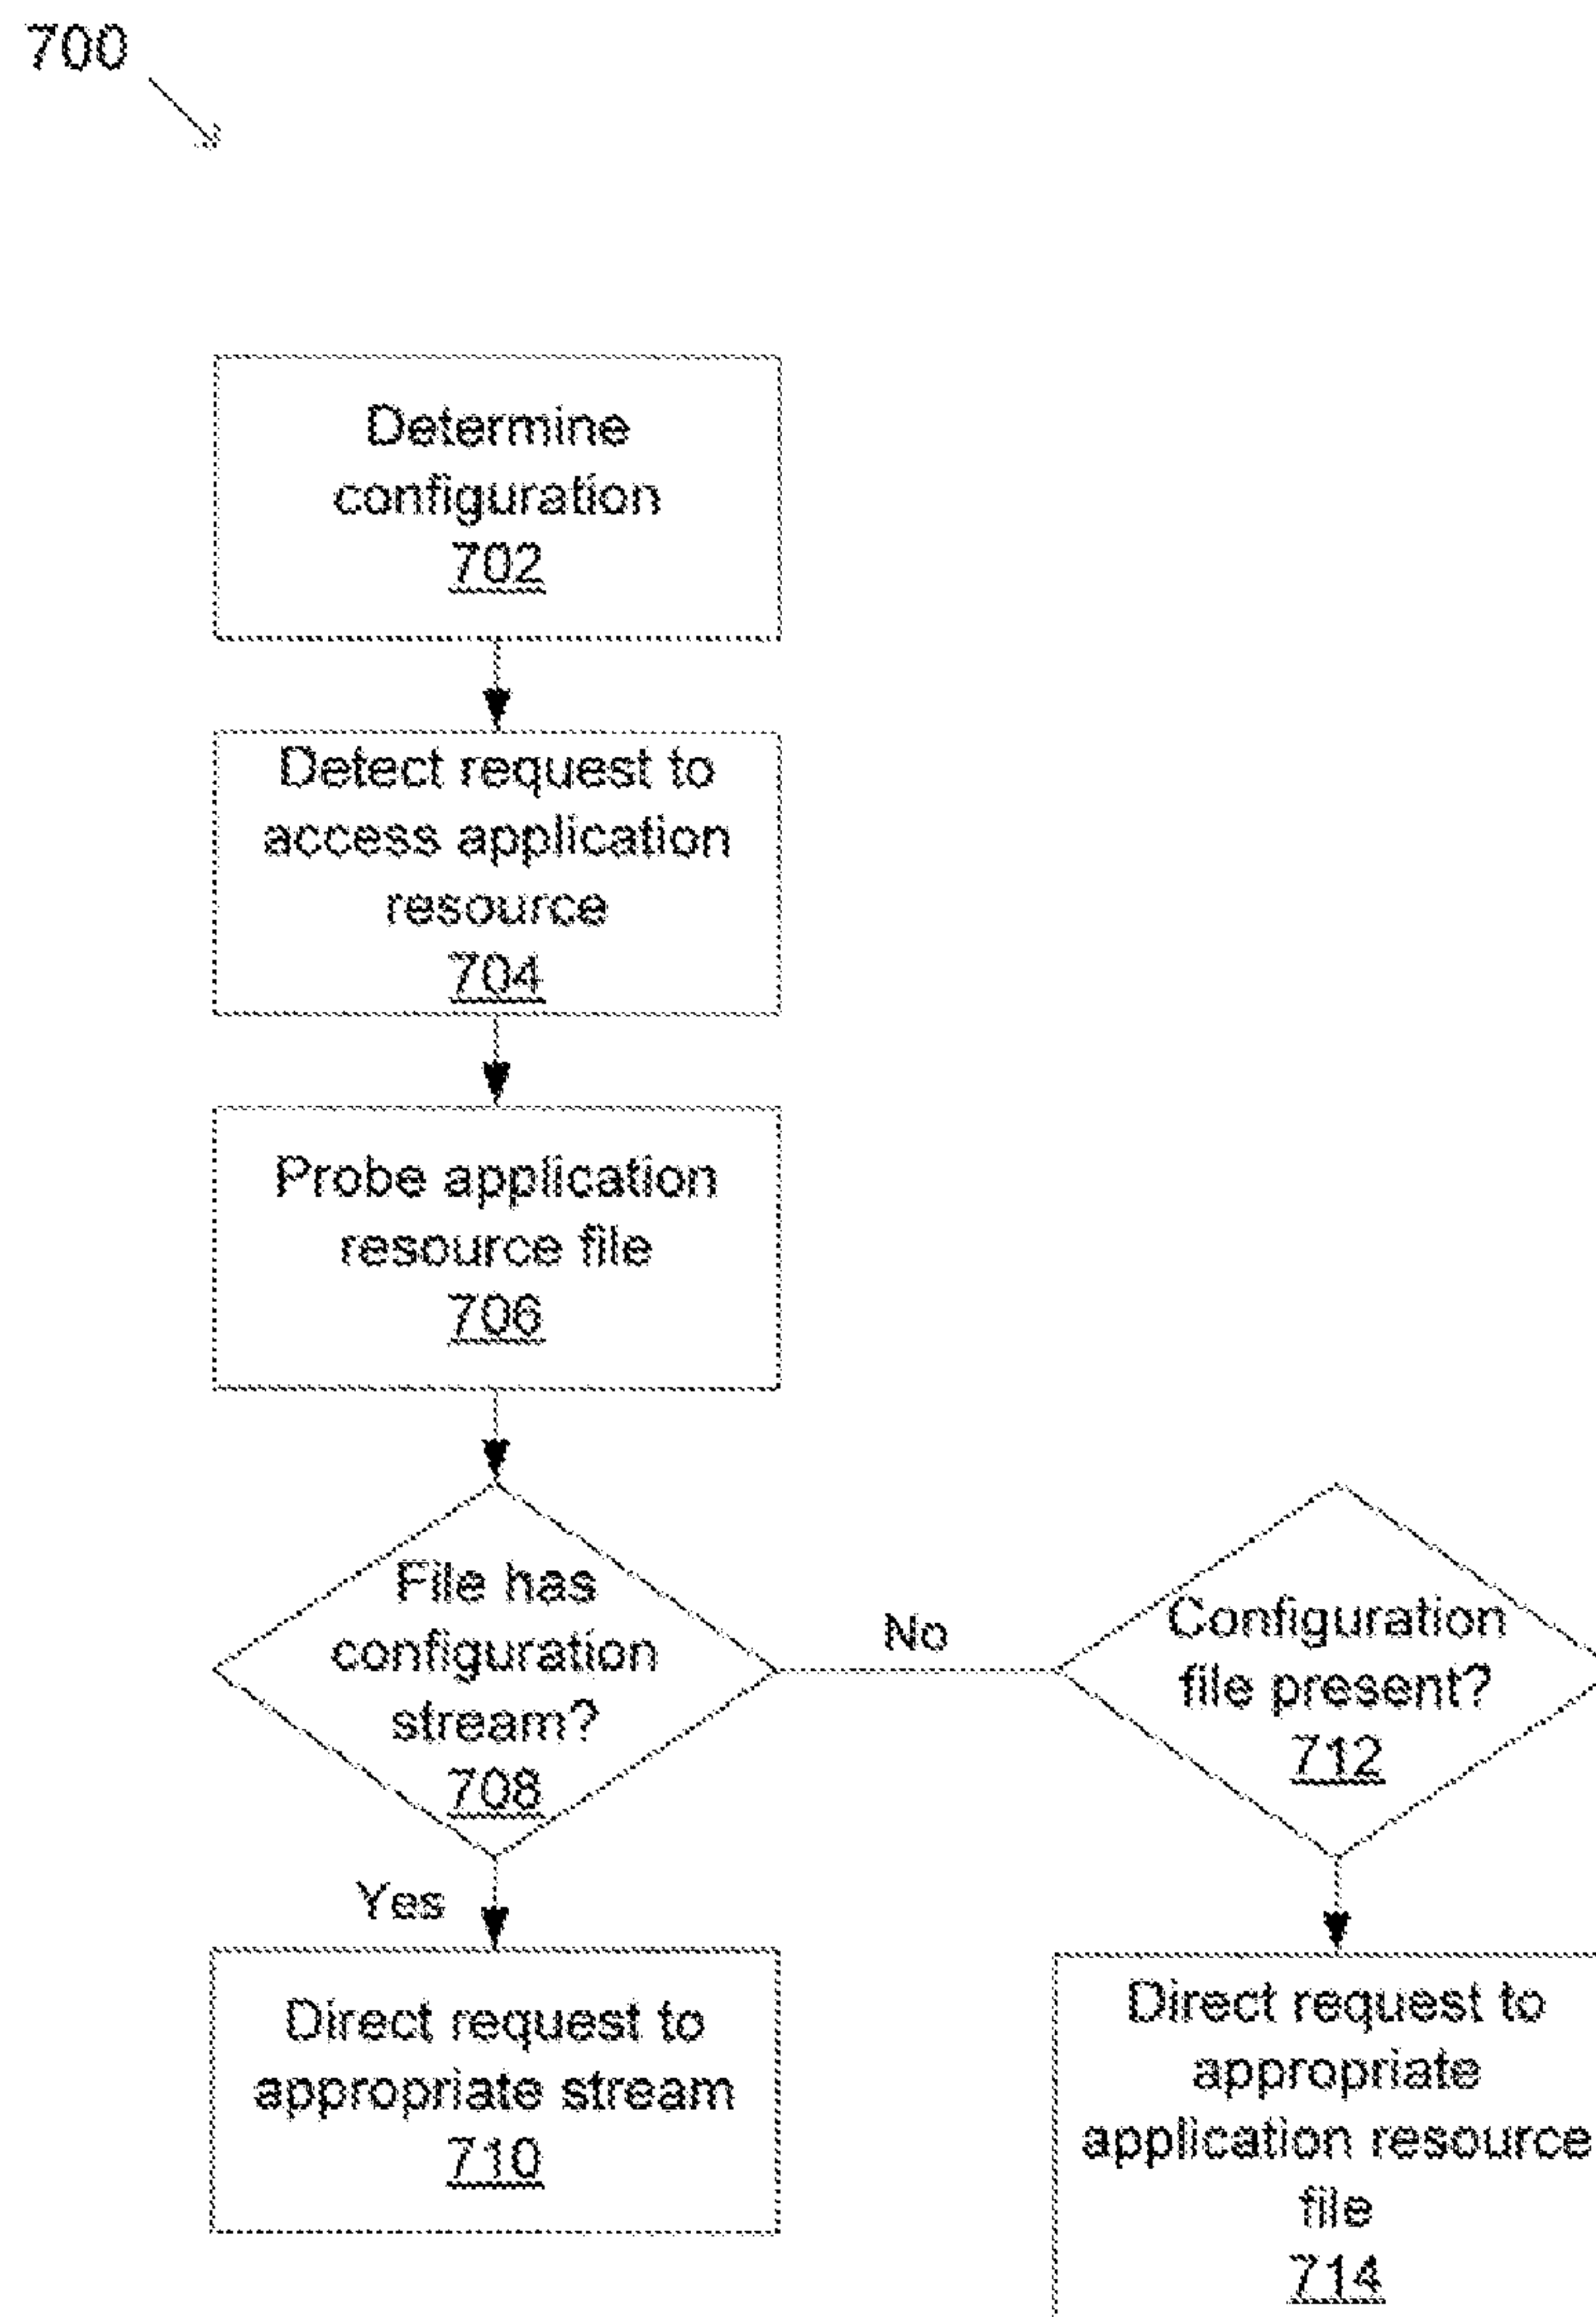 700
Determine
configuration
702
Detect request to
access application
resource
704
Probe application
resource file
706
File has
configuration
stream?
708
No
Configuration
file present?
712
Yes
Direct request to
appropriate stream
710
Direct request to
appropriate
application resource
file
714